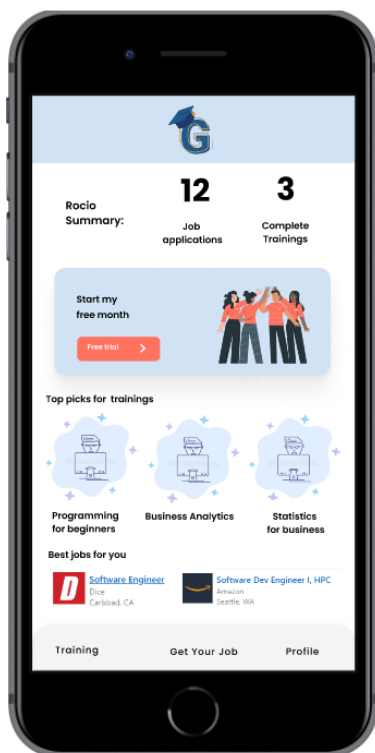 G
Rocio
Summary:
12
Job
applications
3
Complete
Trainings
Start my
free month
Free trial
Top picks for trainings
Programming
for beginners
Business Analytics
Statistics
for business
Best jobs for you
D
Software Engineer
Dice
Carlsbad, CA
Software Dev Engineer I, HPC
Amazon
Seattle, WA
Training
Get Your Job
Profile